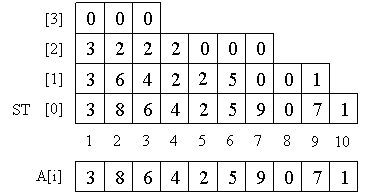 [3] 0 0 0
[2] 3 2 2 2 0 0 0
[1] 3 6 4 2 2 5 0 0 1
ST [0] 3 8 6 4 2 5 9 0 7 1
1 2 3 4 5 6 7 8 9 10
A[i] 3 8 6 4 2 5 9 0 7 1